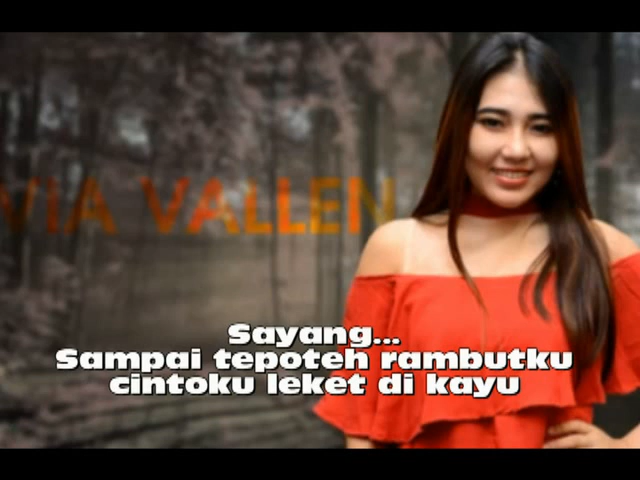 VIA VALLEN
Sayang...
Sampai tepoteh rambutku
cintoku leket di kayu